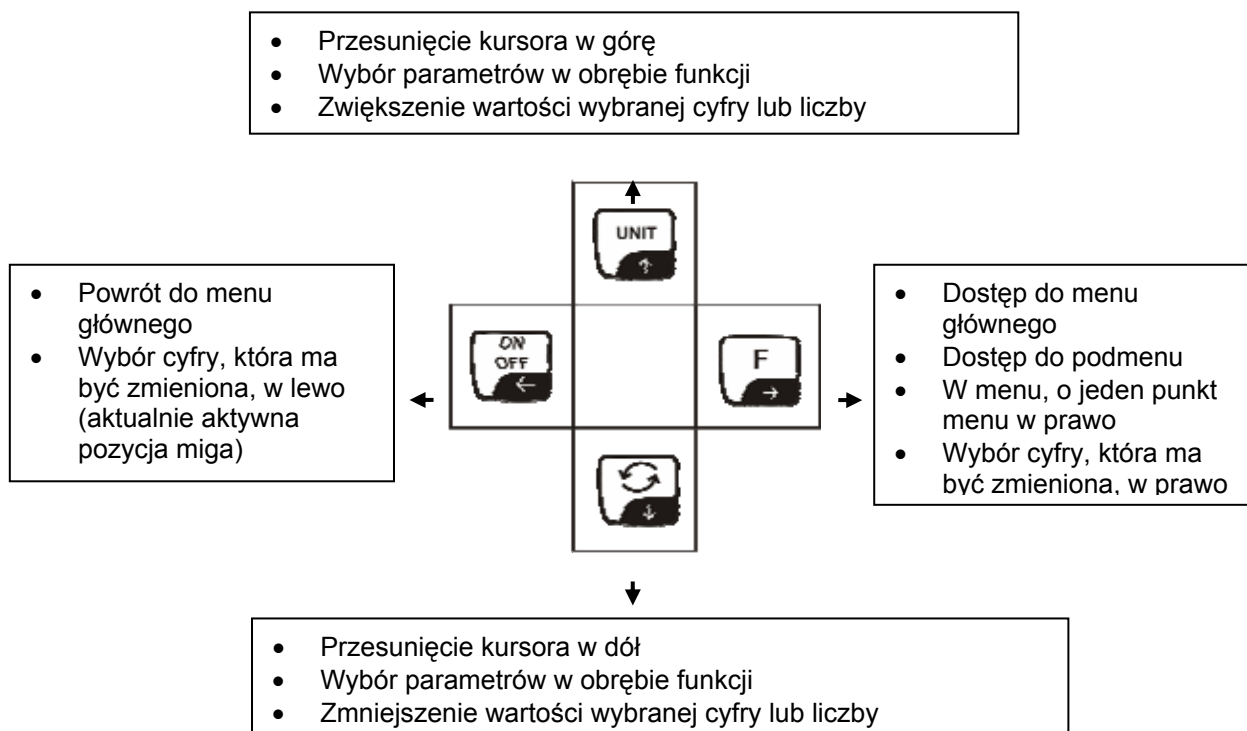 • Przesunięcie kursora w górę
• Wybór parametrów w obrębie funkcji
• Zwiększenie wartości wybranej cyfry lub liczby
UNIT
• Powrót do menu
głównego
• Wybór cyfry, która ma
być zmieniona, w lewo
(aktualnie aktywna
pozycja miga)
ON
OFF
F
• Dostęp do menu
głównego
• Dostęp do podmenu
• W menu, o jeden punkt
menu w prawo
• Wybór cyfry, która ma
być zmieniona, w prawo
• Przesunięcie kursora w dół
• Wybór parametrów w obrębie funkcji
• Zmniejszenie wartości wybranej cyfry lub liczby